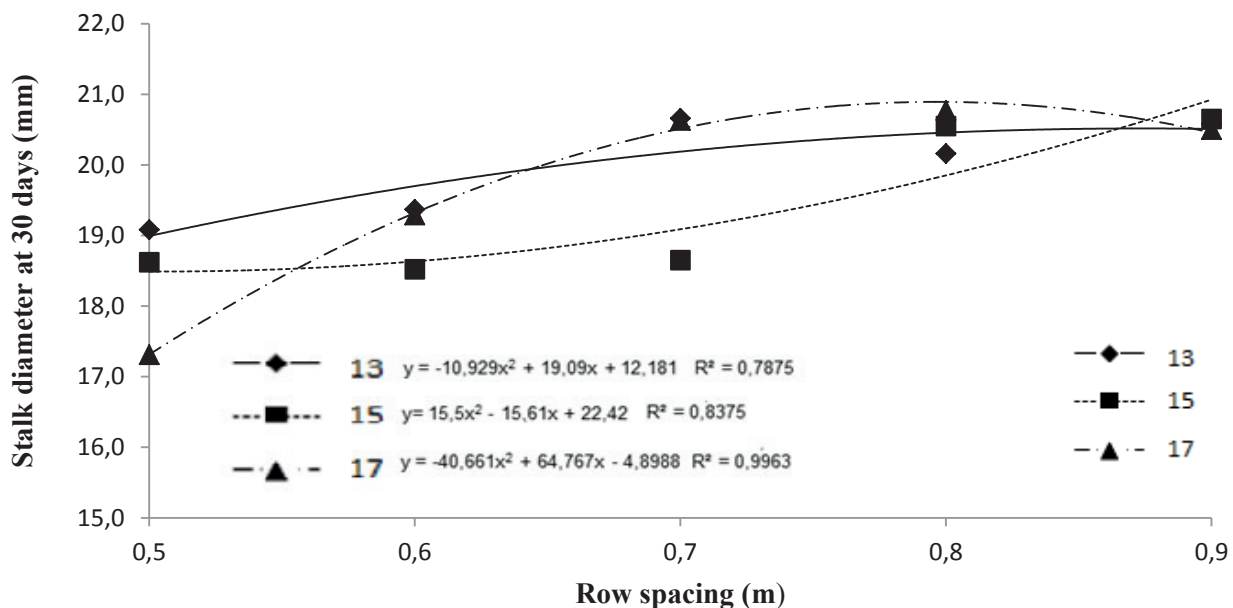 Stalk diameter at 30 days (mm)
22,0
21,0
20,0
19,0
18,0
17,0
16,0
15,0
13 y = -10,929x² + 19,09x + 12,181 R² = 0,7875
15 y= 15,5x² - 15,61x + 22,42 R² = 0,8375
17 y = -40,661x² + 64,767x - 4,8988 R² = 0,9963
13
15
17
0,5 0,6 0,7 0,8 0,9
Row spacing (m)